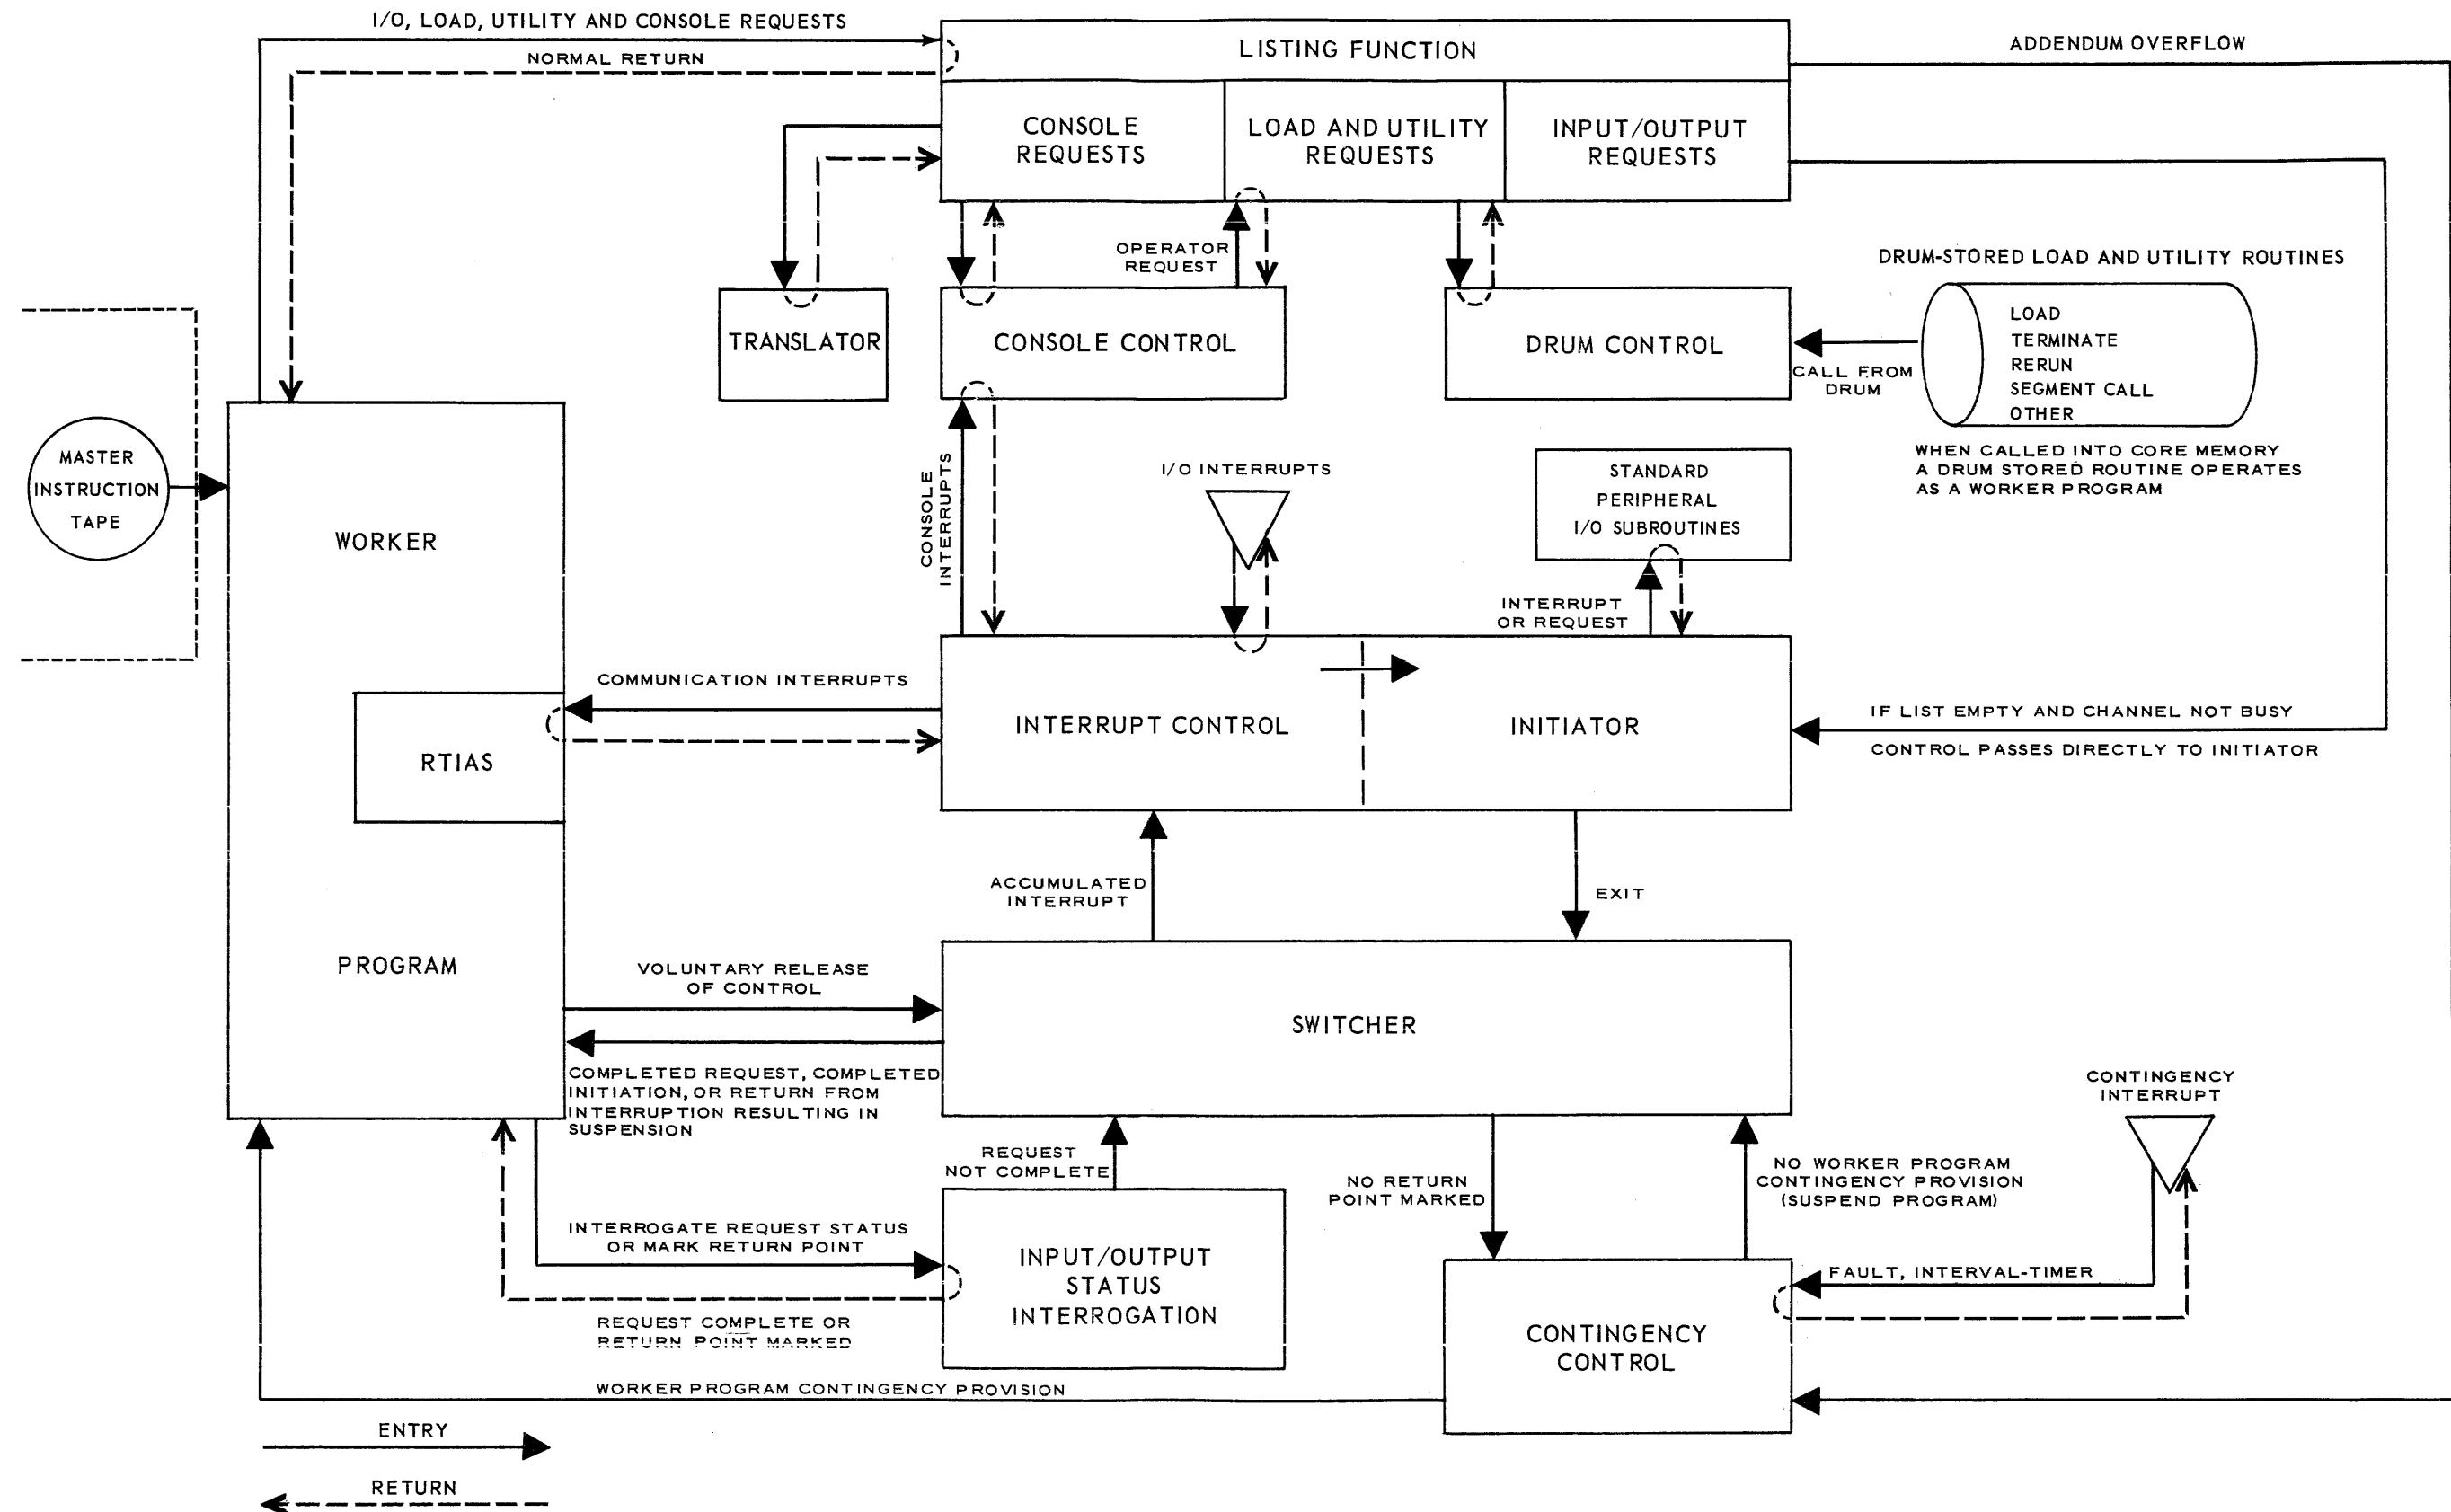 I/O, LOAD, UTILITY AND CONSOLE REQUESTS
NORMAL RETURN
LISTING FUNCTION
ADDENDUM OVERFLOW
CONSOLE
REQUESTS
LOAD AND UTILITY
REQUESTS
INPUT/OUTPUT
REQUESTS
OPERATOR
REQUEST
DRUM-STORED LOAD AND UTILITY ROUTINES
TRANSLATOR
CONSOLE CONTROL
DRUM CONTROL
CALL FROM
DRUM
LOAD
TERMINATE
RERUN
SEGMENT CALL
OTHER
WHEN CALLED INTO CORE MEMORY
A DRUM STORED ROUTINE OPERATES
AS A WORKER PROGRAM
MASTER
INSTRUCTION
TAPE
WORKER
CONSOLE
INTERRUPTS
I/O INTERRUPTS
STANDARD
PERIPHERAL
I/O SUBROUTINES
INTERRUPT
OR REQUEST
COMMUNICATION INTERRUPTS
RTIAS
INTERRUPT CONTROL
INITIATOR
IF LIST EMPTY AND CHANNEL NOT BUSY
CONTROL PASSES DIRECTLY TO INITIATOR
ACCUMULATED
INTERRUPT
EXIT
PROGRAM
VOLUNTARY RELEASE
OF CONTROL
SWITCHER
COMPLETED REQUEST, COMPLETED
INITIATION, OR RETURN FROM
INTERRUPTION RESULTING IN
SUSPENSION
CONTINGENCY
INTERRUPT
REQUEST
NOT COMPLETE
NO RETURN
POINT MARKED
NO WORKER PROGRAM
CONTINGENCY PROVISION
(SUSPEND PROGRAM)
INTERROGATE REQUEST STATUS
OR MARK RETURN POINT
INPUT/OUTPUT
STATUS
INTERROGATION
FAULT, INTERVAL-TIMER
REQUEST COMPLETE OR
RETURN POINT MARKED
CONTINGENCY
CONTROL
WORKER PROGRAM CONTINGENCY PROVISION
ENTRY
RETURN